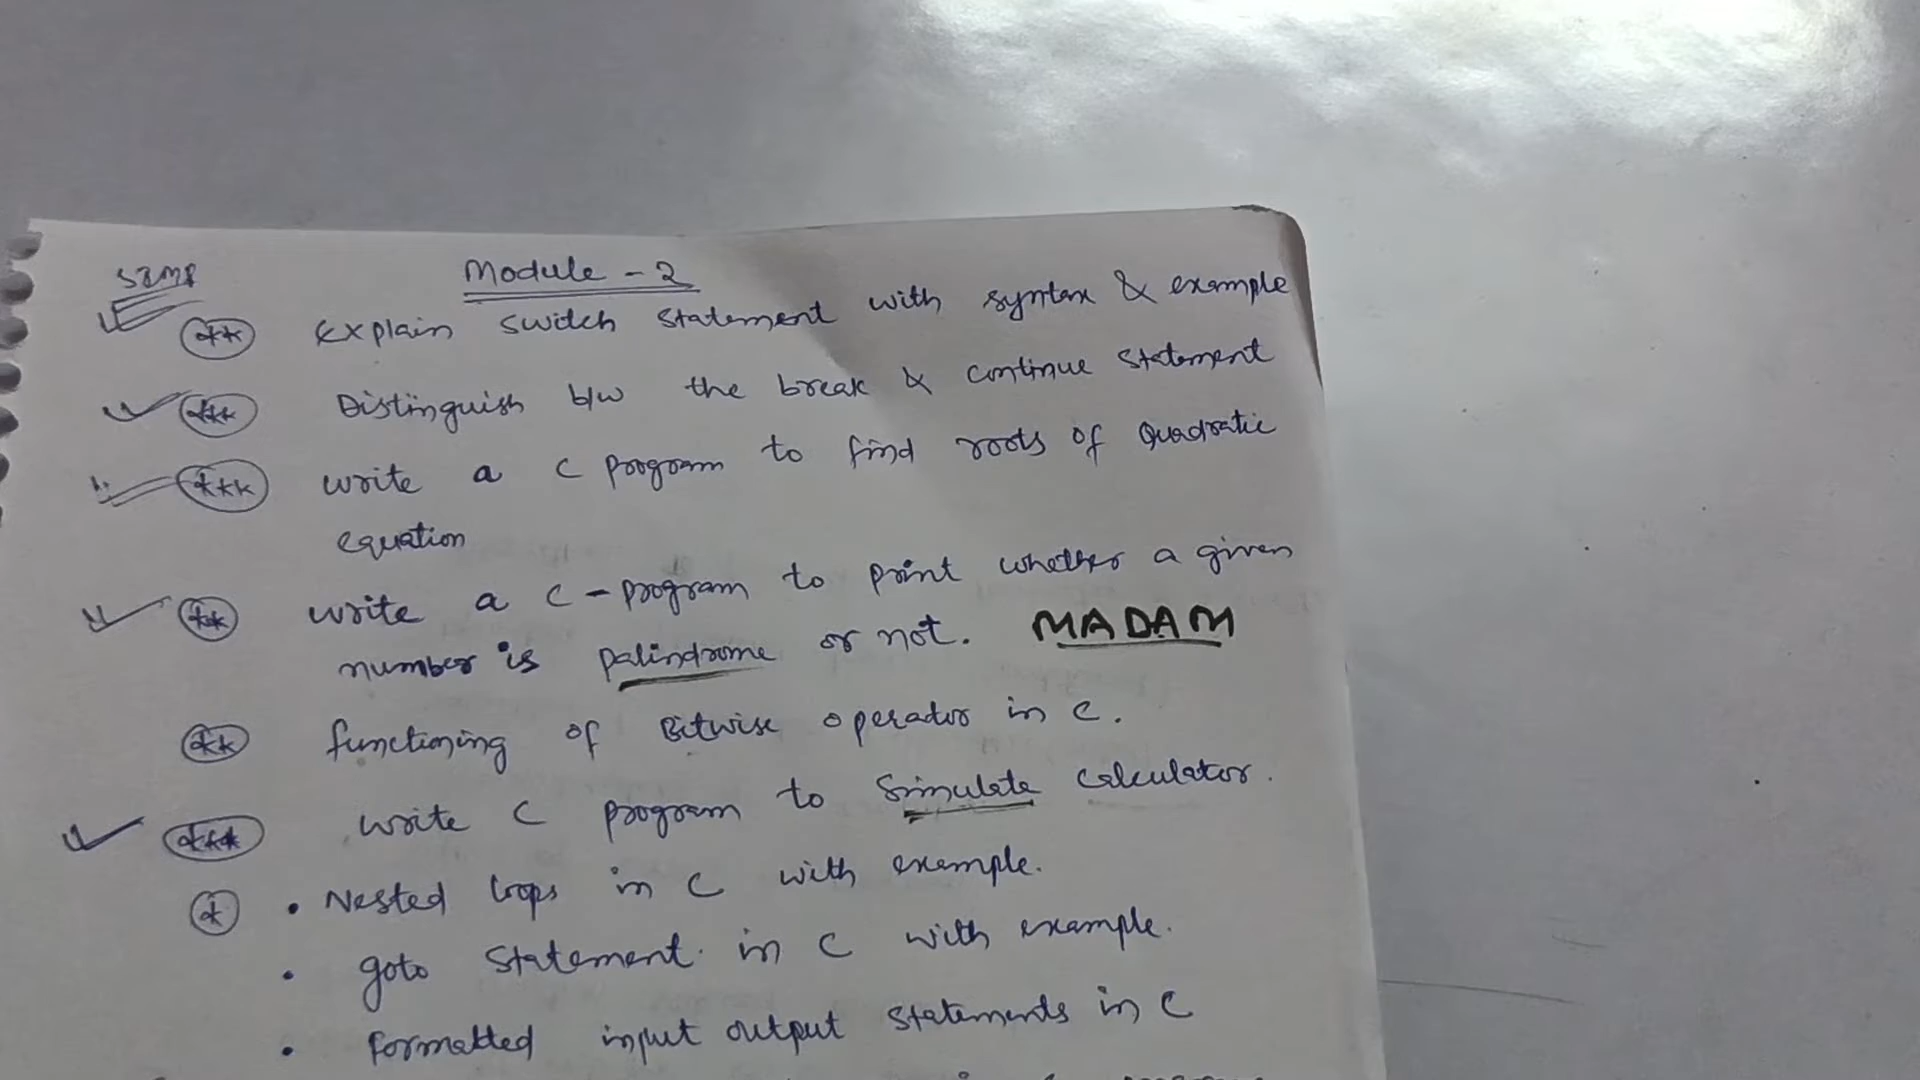 Module - 2
** Explain switch statement with syntax & example
*** Distinguish b/w the break & continue statement
*** write a C program to find roots of Quadratic
equation
** write a C - program to print whether a given
number is palindrome or not. MADAM
** functioning of Bitwise operator in C.
*** write C program to Simulate Calculator.
* • Nested loops in C with example.
• goto statement in C with example.
• formatted input output statements in C